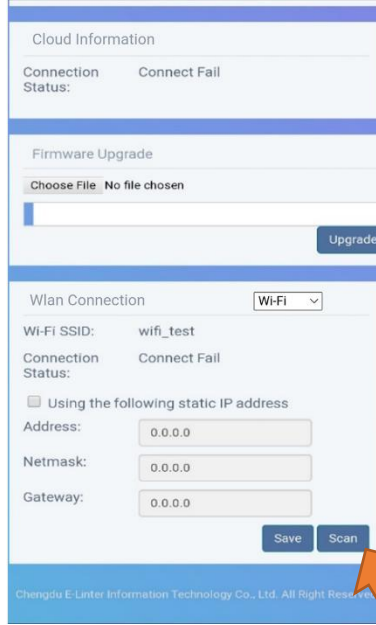 Cloud Information
Connection Status: Connect Fail
Firmware Upgrade
Choose File No file chosen
Upgrade
Wlan Connection Wi-Fi
Wi-Fi SSID: wifi_test
Connection Status: Connect Fail
Using the following static IP address
Address: 0.0.0.0
Netmask: 0.0.0.0
Gateway: 0.0.0.0
Save Scan
Chengdu E-Linter Information Technology Co., Ltd. All Right Reserved